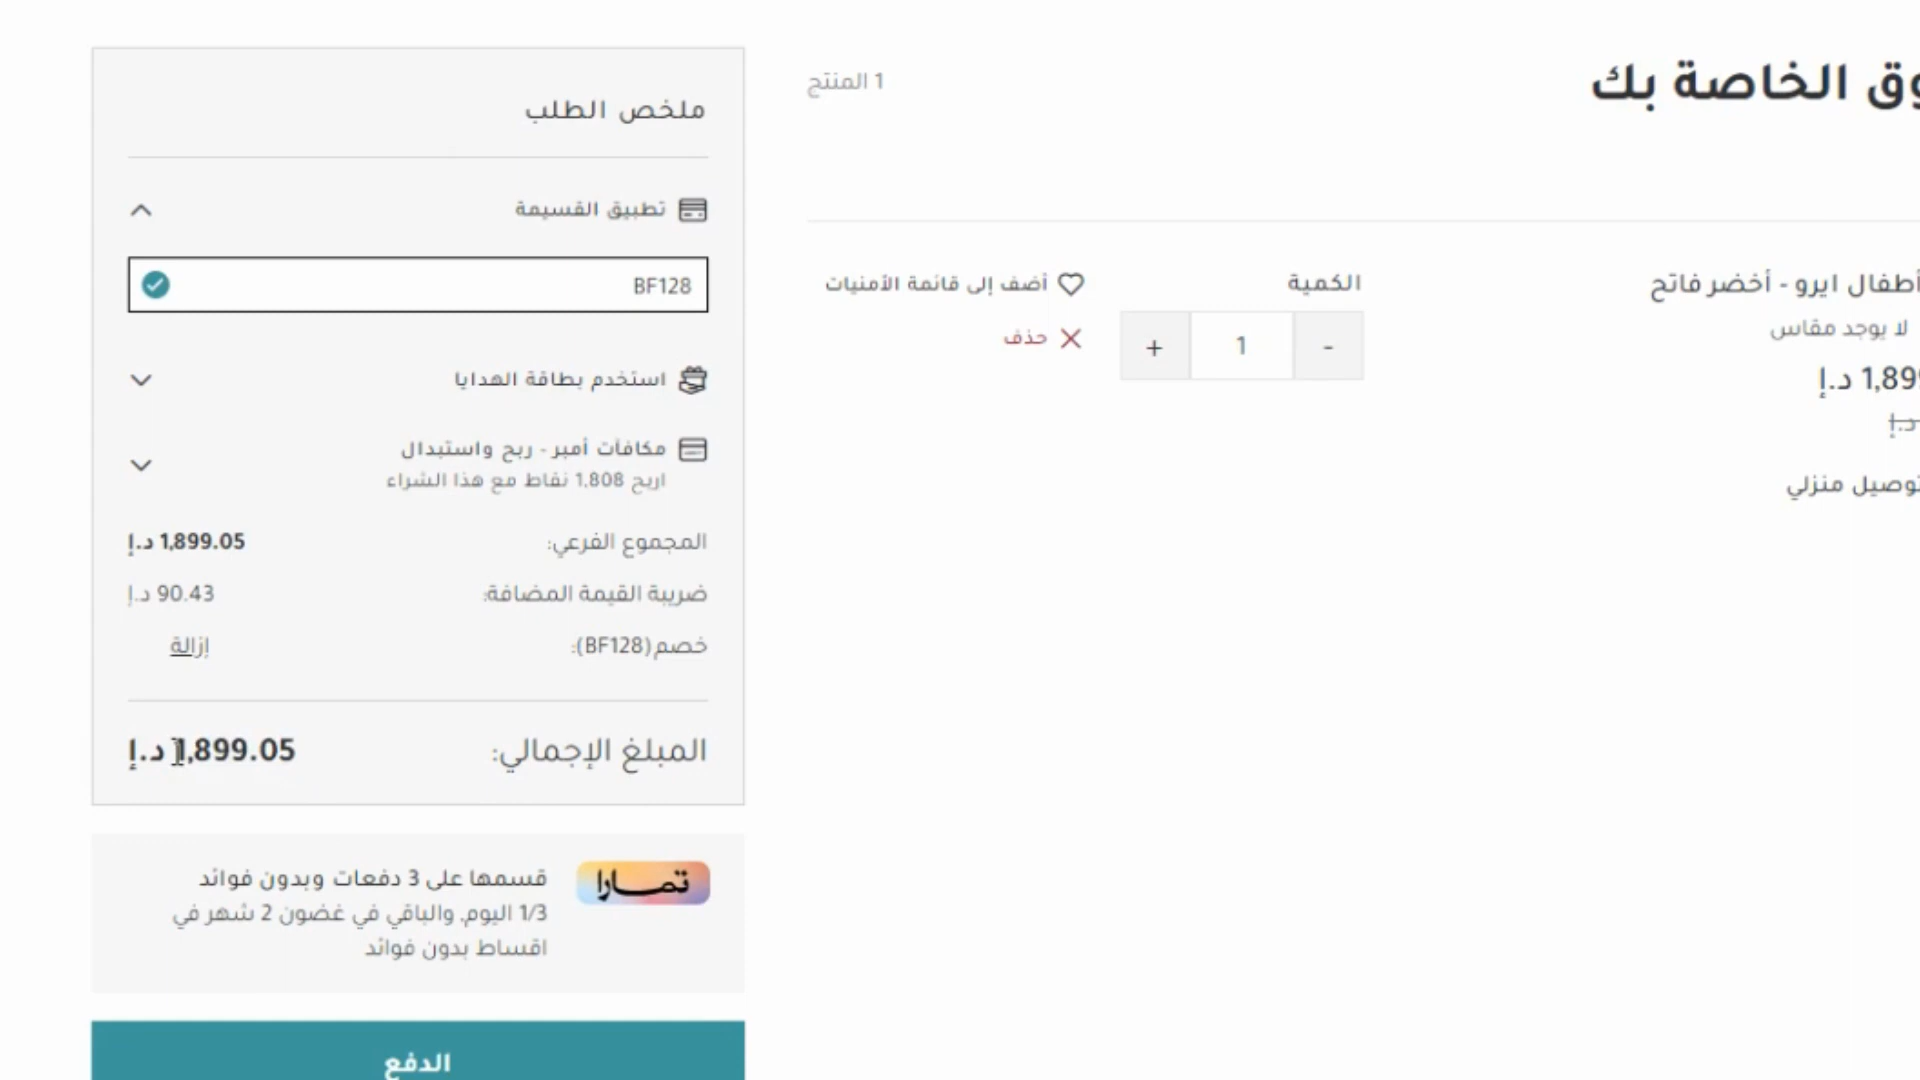 وق الخاصة بك
1 المنتج
أطفال ايرو - أخضر فاتح
لا يوجد مقاس
1,899 د.إ
د.إ
توصيل منزلي
الكمية
- 1 +
أضف إلى قائمة الأمنيات
حذف
ملخص الطلب
تطبيق القسيمة
BF128
استخدم بطاقة الهدايا
مكافآت أمبر - ربح واستبدال
اربح 1,808 نقاط مع هذا الشراء
المجموع الفرعي: 1,899.05 د.إ
ضريبة القيمة المضافة: 90.43 د.إ
خصم(BF128): إزالة
المبلغ الإجمالي: 1,899.05 د.إ
تمارا
قسمها على 3 دفعات وبدون فوائد
1/3 اليوم, والباقي في غضون 2 شهر في
اقساط بدون فوائد
الدفع